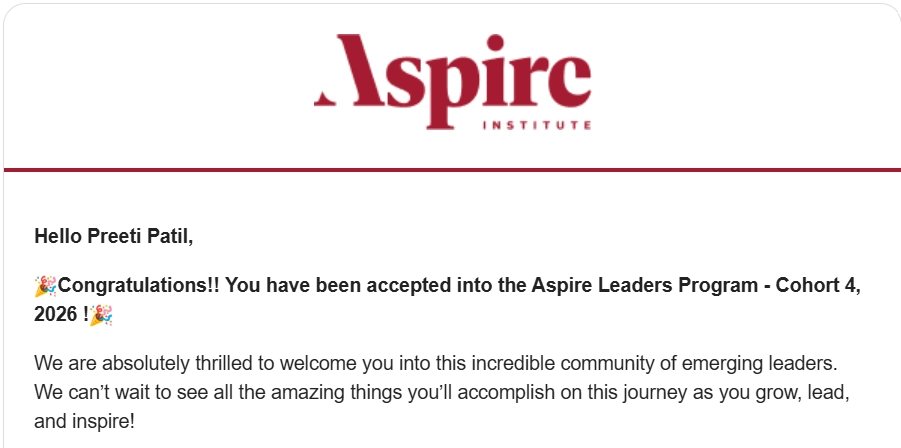 Aspire
INSTITUTE
Hello Preeti Patil,
🎉Congratulations!! You have been accepted into the Aspire Leaders Program - Cohort 4,
2026 !🎉
We are absolutely thrilled to welcome you into this incredible community of emerging leaders.
We can’t wait to see all the amazing things you’ll accomplish on this journey as you grow, lead,
and inspire!